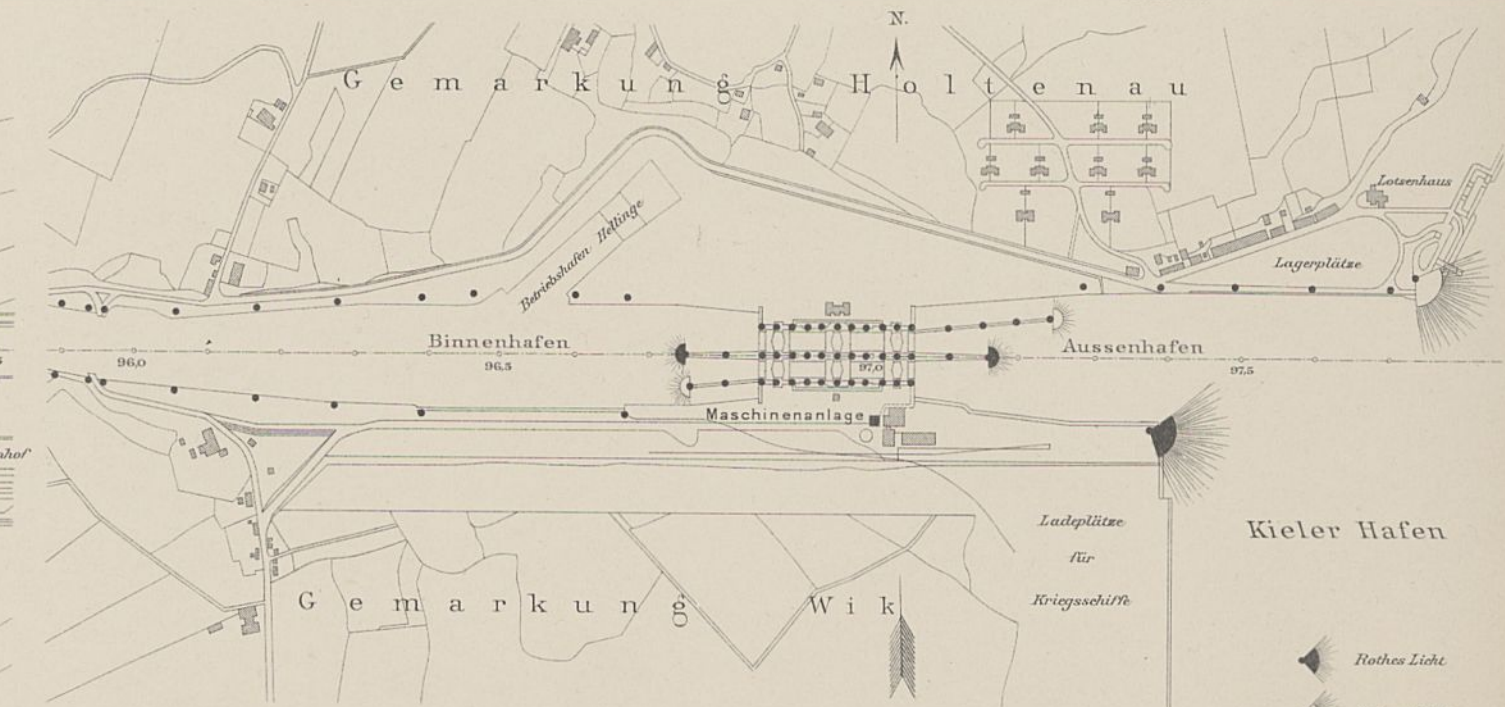 N.
Gemarkung Holtenau
Lotsenhaus
Betriebshafen Hellinge
Lagerplätze
Binnenhafen
Aussenhafen
96,0
96,5
97,0
97,5
Maschinenanlage
Ladeplätze
für
Kriegsschiffe
Kieler Hafen
Gemarkung Wik
Rothes Licht